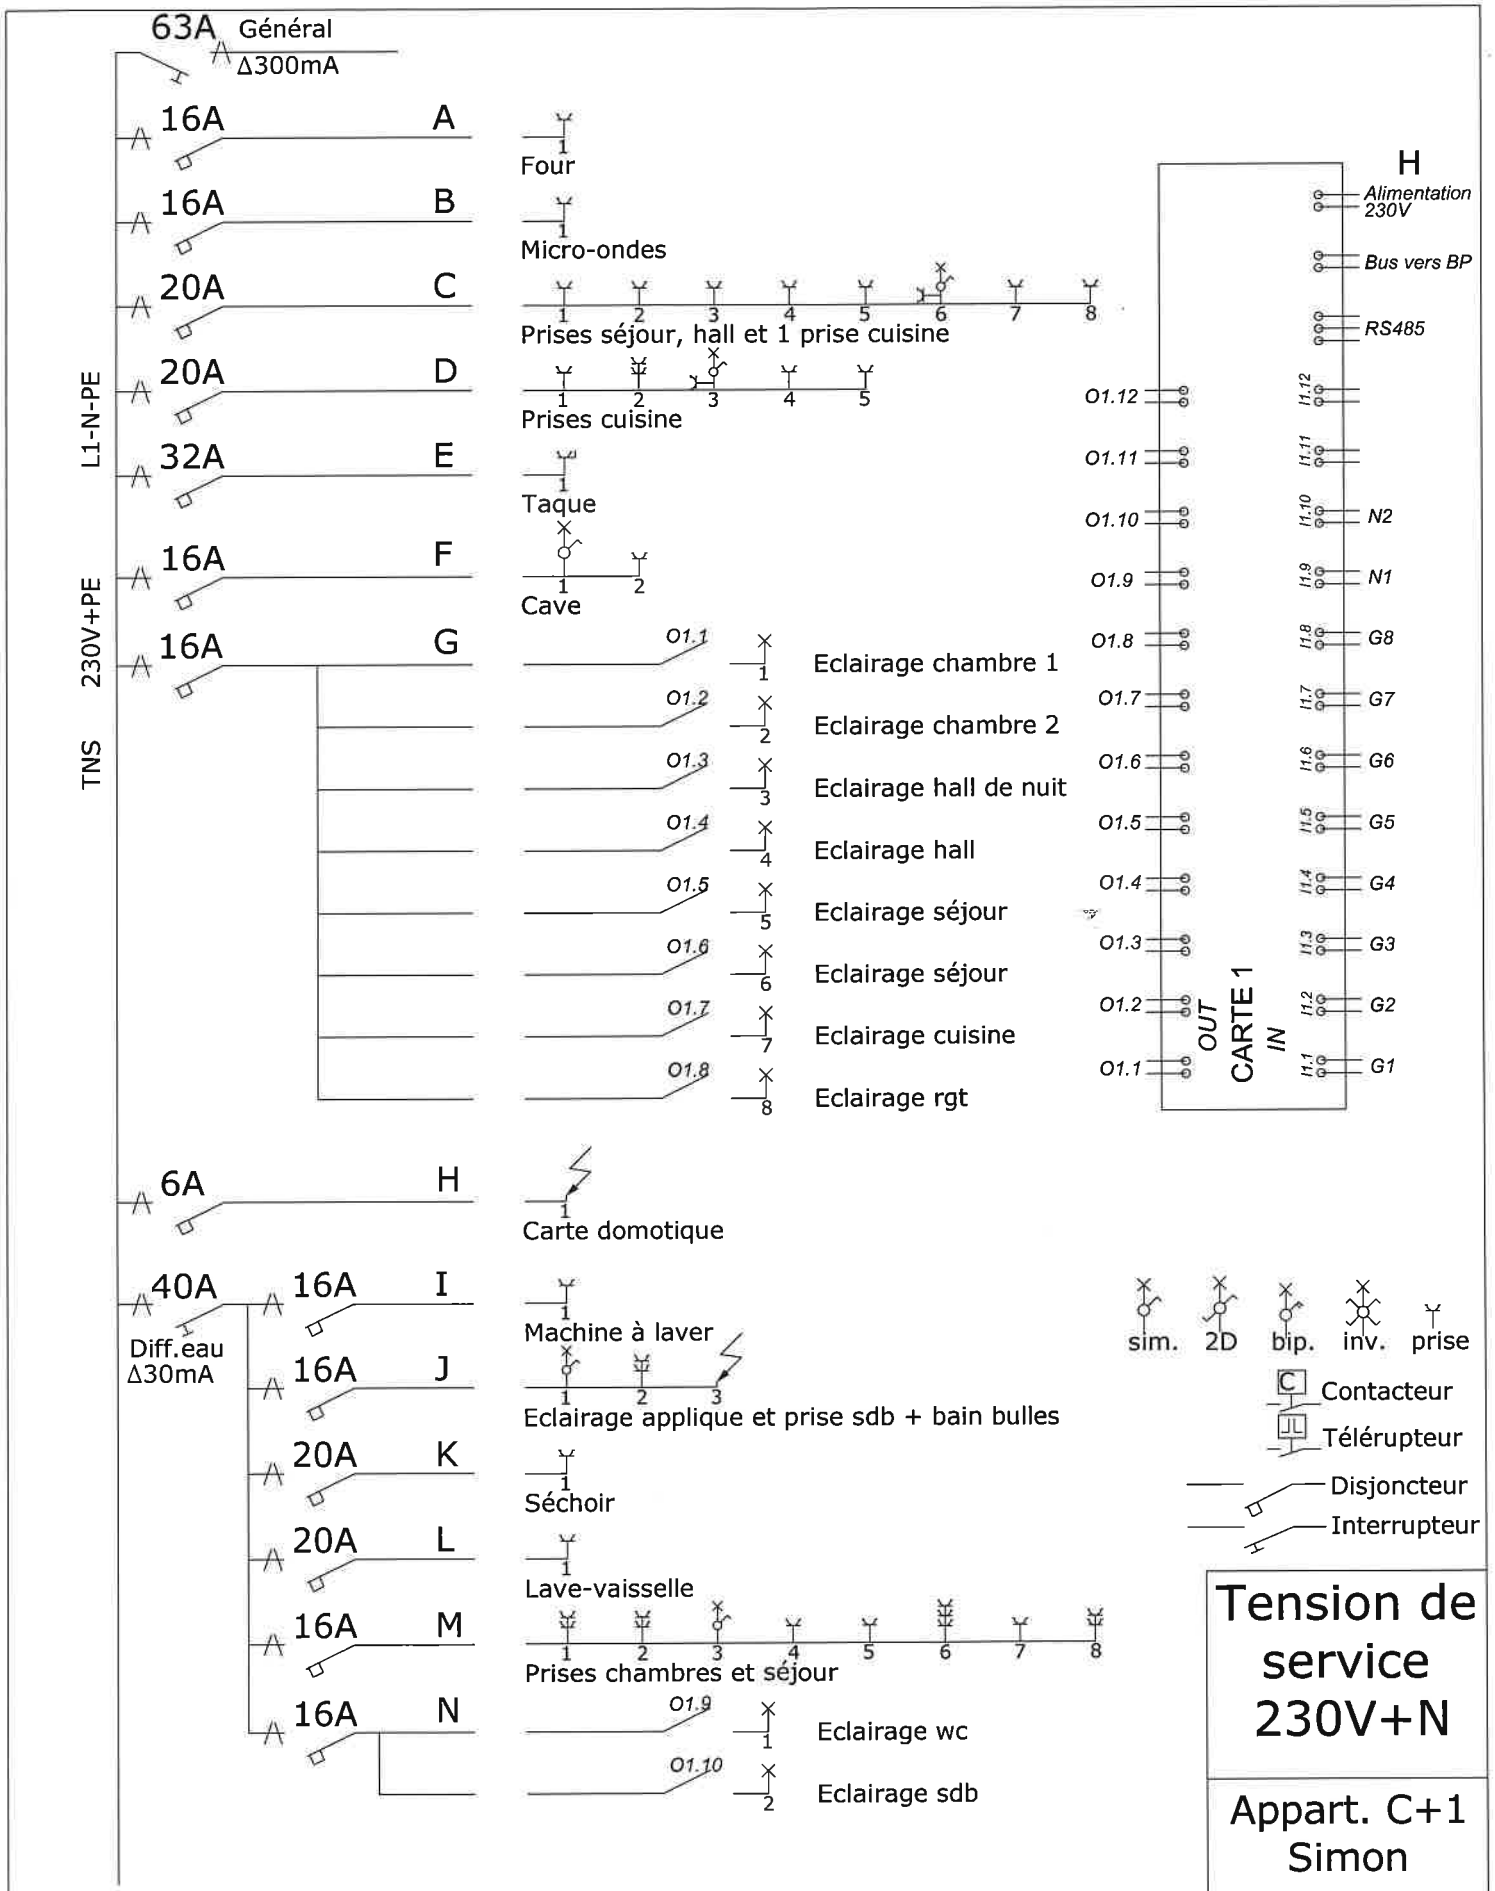 63A Général
Δ300mA
16A A
1
Four
16A B
1
Micro-ondes
20A C
1 2 3 4 5 6 7 8
Prises séjour, hall et 1 prise cuisine
20A D
1 2 3 4 5
Prises cuisine
32A E
1
Taque
16A F
1 2
Cave
16A G
O1.1
1
Eclairage chambre 1
O1.2
2
Eclairage chambre 2
O1.3
3
Eclairage hall de nuit
O1.4
4
Eclairage hall
O1.5
5
Eclairage séjour
O1.6
6
Eclairage séjour
O1.7
7
Eclairage cuisine
O1.8
8
Eclairage rgt
6A H
1
Carte domotique
40A
Diff.eau
Δ30mA
16A I
1
Machine à laver
16A J
1 2 3
Eclairage applique et prise sdb + bain bulles
20A K
1
Séchoir
20A L
1
Lave-vaisselle
16A M
1 2 3 4 5 6 7 8
Prises chambres et séjour
16A N
O1.9
1
Eclairage wc
O1.10
2
Eclairage sdb
TNS 230V+PE L1-N-PE
H
Alimentation
230V
Bus vers BP
RS485
O1.12 I1.12
O1.11 I1.11
O1.10 I1.10 N2
O1.9 I1.9 N1
O1.8 I1.8 G8
O1.7 I1.7 G7
O1.6 I1.6 G6
O1.5 I1.5 G5
O1.4 I1.4 G4
O1.3 I1.3 G3
O1.2 I1.2 G2
O1.1 I1.1 G1
OUT
CARTE 1
IN
sim. 2D bip. inv. prise
C Contacteur
Télérupteur
Disjoncteur
Interrupteur
Tension de
service
230V+N
Appart. C+1
Simon